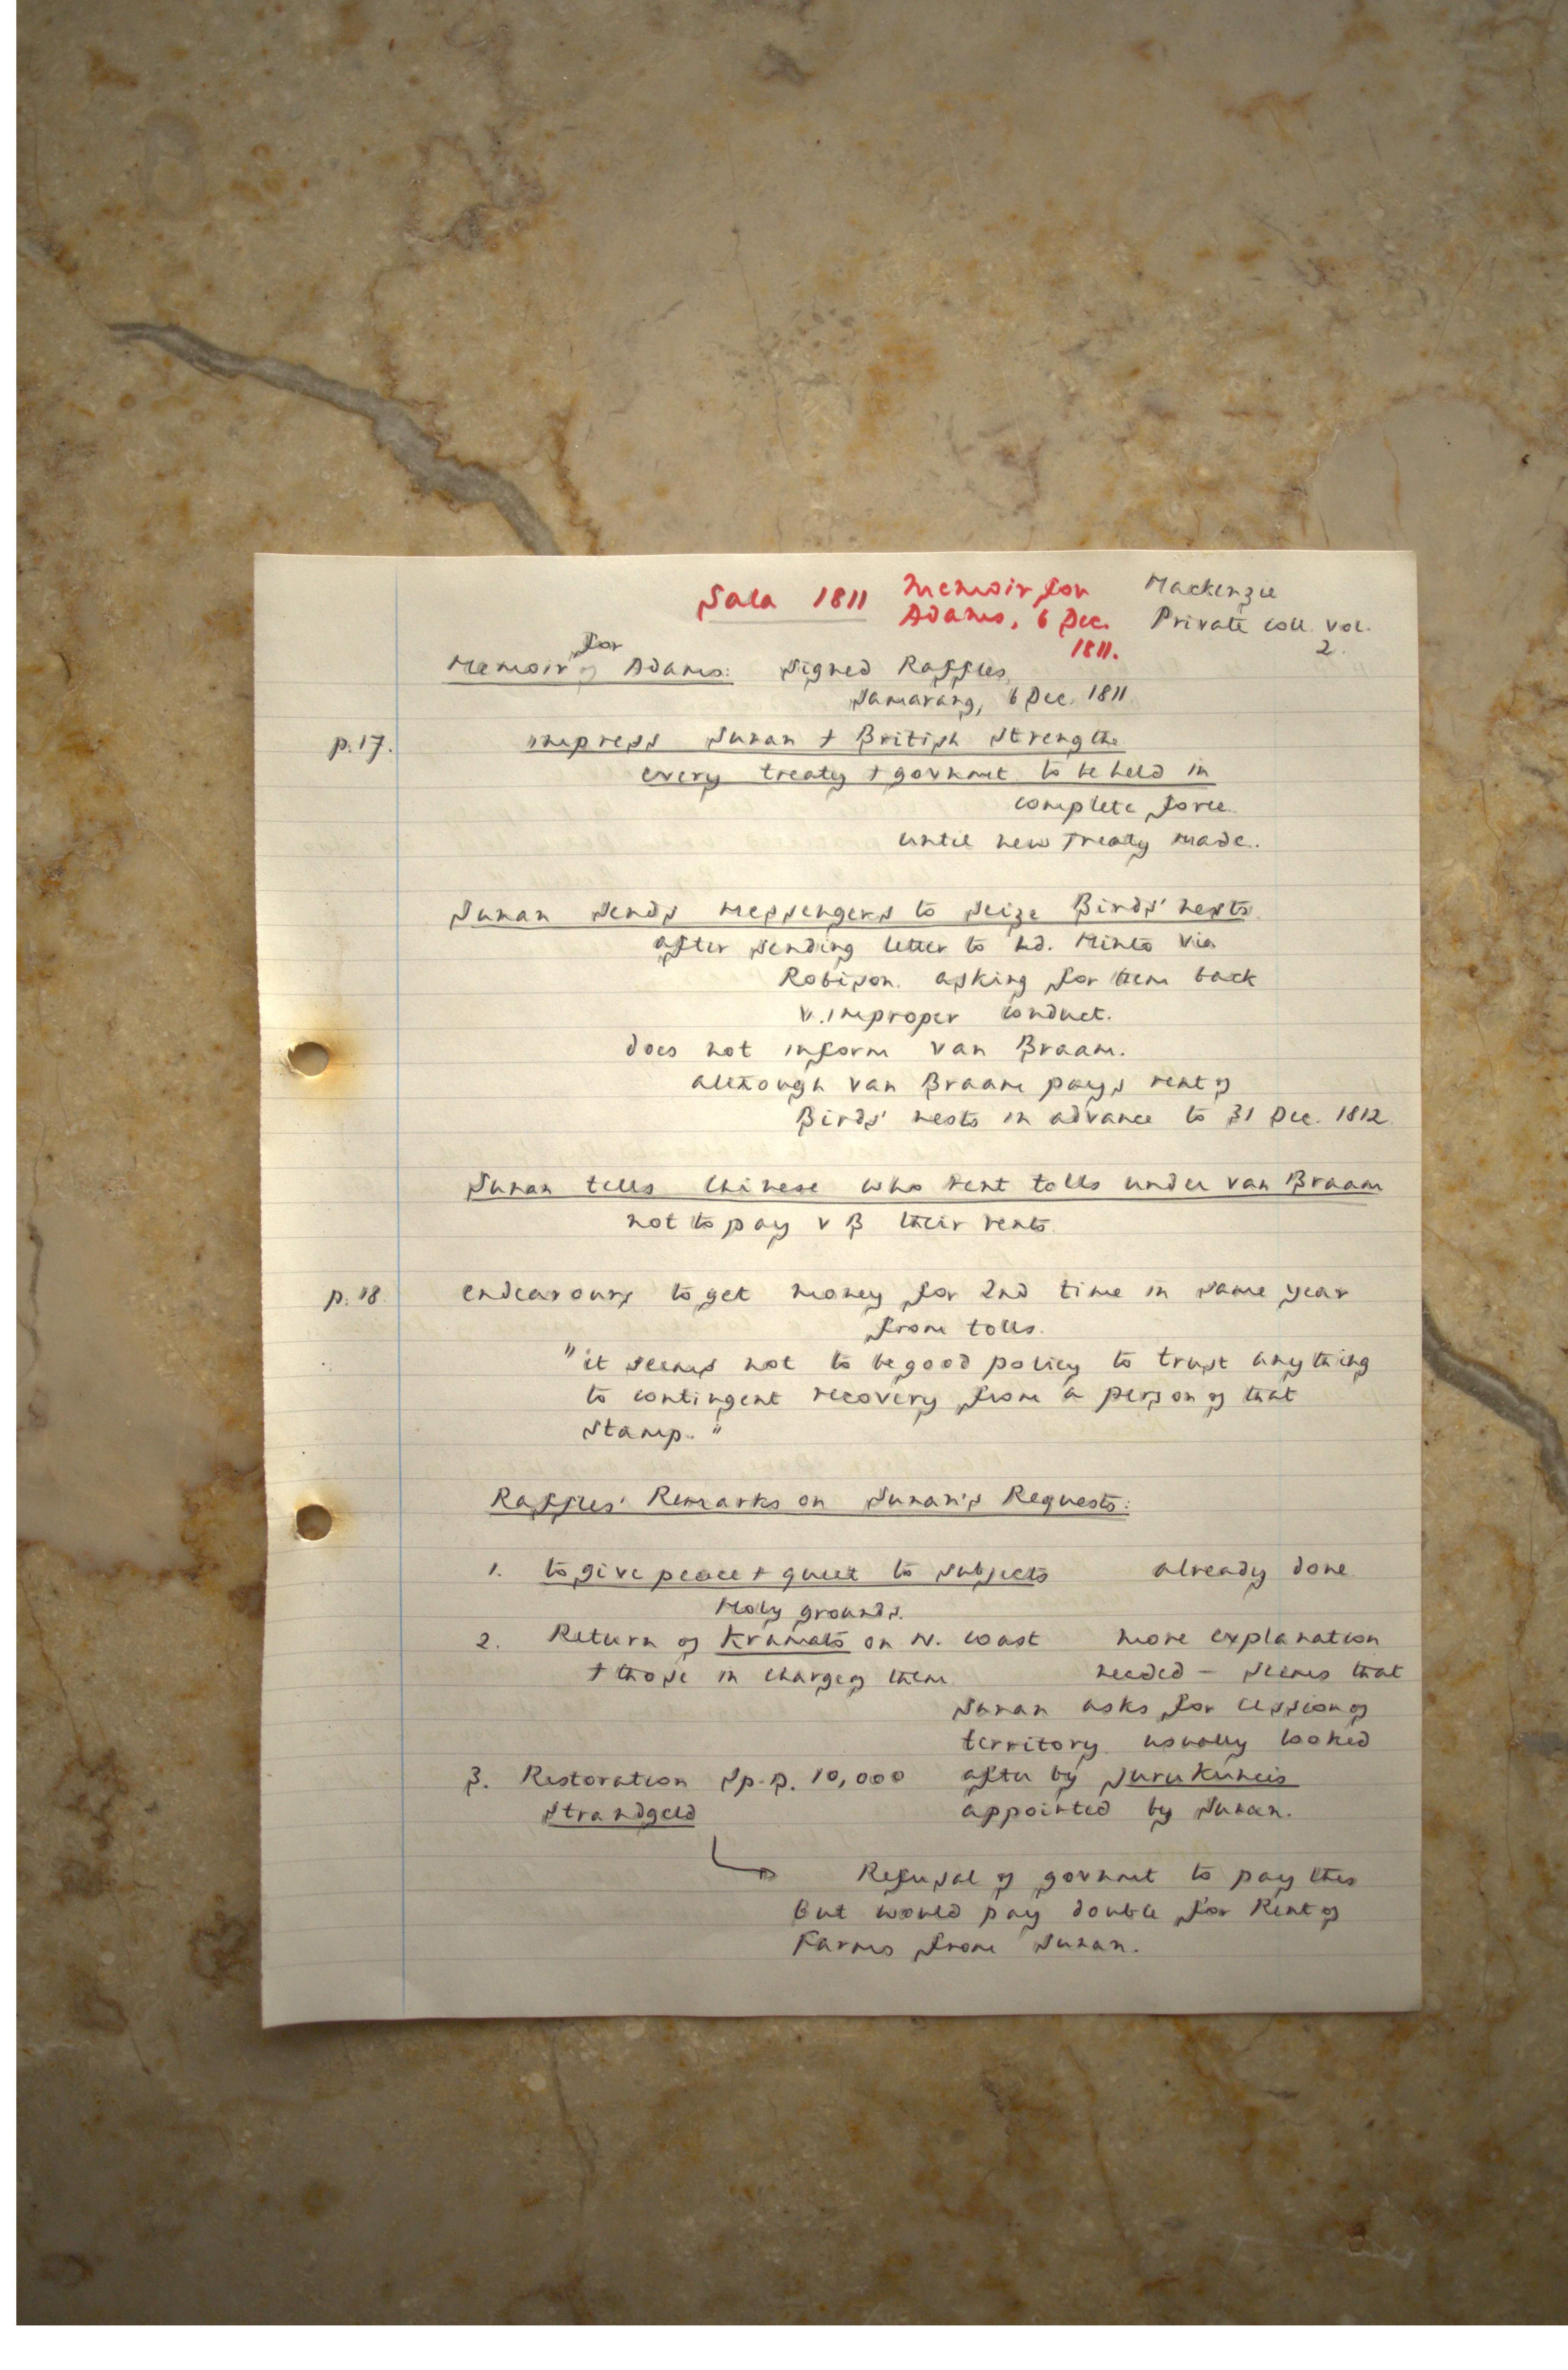 Sala 1811 Memoir for Adams, 6 Dec. 1811.
Mackenzie Private coll. vol. 2.
Memoir for Adams: Signed Raffles,
Samarang, 6 Dec. 1811
p.17. impress Sunan + British strength
every treaty + govnmt to be held in
complete force
until new treaty made.
Sunan sends messengers to seize Birds' nests
after sending letter to Ld. Minto via
Robison. asking for them back
v. improper conduct.
does not inform van Braam.
although van Braam pays rent of
Birds' nests in advance to 31 Dec. 1812.
Sunan tells Chinese who rent tolls under van Braam
not to pay v B their rents.
p.18. endeavours to get money for 2nd time in same year
from tolls.
"it seems not to be good policy to trust anything
to contingent recovery from a person of that
stamp."
Raffles' Remarks on Sunan's Requests:
1. to give peace + quiet to subjects already done
Holy grounds.
2. Return of Kramats on N. coast more explanation
+ those in charge of them needed - seems that
Sunan asks for cession of
territory usually looked
3. Restoration Sp. D. 10,000 after by jurukuncis
Strandgeld appointed by Sunan.
Refusal of govnmt to pay this
but would pay double for Rent of
Farms from Sunan.